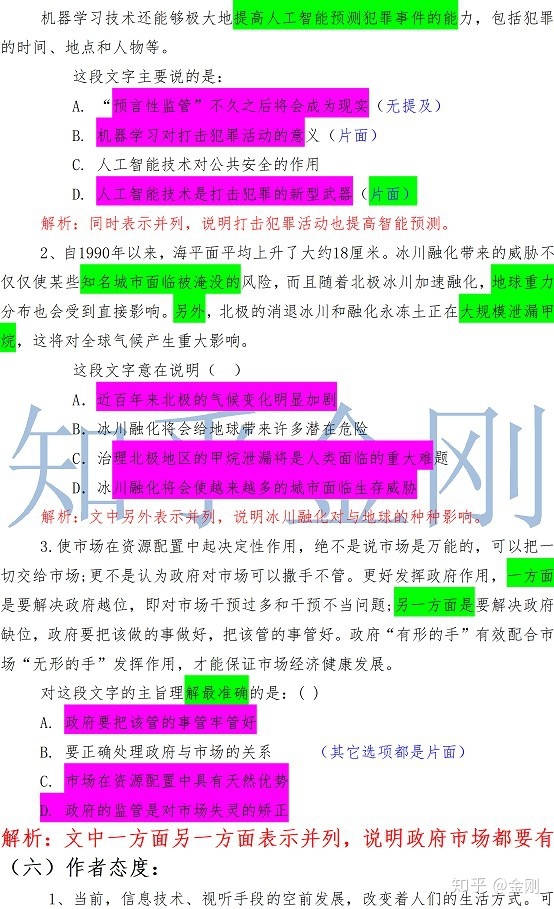 机器学习技术还能够极大地提高人工智能预测犯罪事件的能力，包括犯罪
的时间、地点和人物等。
这段文字主要说的是：
A. “预言性监管”不久之后将会成为现实（无提及）
B. 机器学习对打击犯罪活动的意义（片面）
C. 人工智能技术对公共安全的作用
D. 人工智能技术是打击犯罪的新型武器（片面）
解析：同时表示并列，说明打击犯罪活动也提高智能预测。
2、自1990年以来，海平面平均上升了大约18厘米。冰川融化带来的威胁不
仅仅使某些知名城市面临被淹没的风险，而且随着北极冰川加速融化，地球重力
分布也会受到直接影响。另外，北极的消退冰川和融化永冻土正在大规模泄漏甲
烷，这将对全球气候产生重大影响。
这段文字意在说明（ ）
A. 近百年来北极的气候变化明显加剧
B. 冰川融化将会给地球带来许多潜在危险
C. 治理北极地区的甲烷泄漏将是人类面临的重大难题
D. 冰川融化将会使越来越多的城市面临生存威胁
知乎金刚
解析：文中另外表示并列，说明冰川融化对与地球的种种影响。
3.使市场在资源配置中起决定性作用，绝不是说市场是万能的，可以把一
切交给市场;更不是认为政府对市场可以撒手不管。更好发挥政府作用，一方面
是要解决政府越位，即对市场干预过多和干预不当问题;另一方面是要解决政府
缺位，政府要把该做的事做好，把该管的事管好。政府“有形的手”有效配合市
场“无形的手”发挥作用，才能保证市场经济健康发展。
对这段文字的主旨理解最准确的是：( )
A. 政府要把该管的事管牢管好
B. 要正确处理政府与市场的关系 （其它选项都是片面）
C. 市场在资源配置中具有天然优势
D. 政府的监管是对市场失灵的矫正
解析：文中一方面另一方面表示并列，说明政府市场都要有
（六）作者态度：
1、当前，信息技术、视听手段的空前发展，改变着人们的生活方式。可
知乎 @金刚